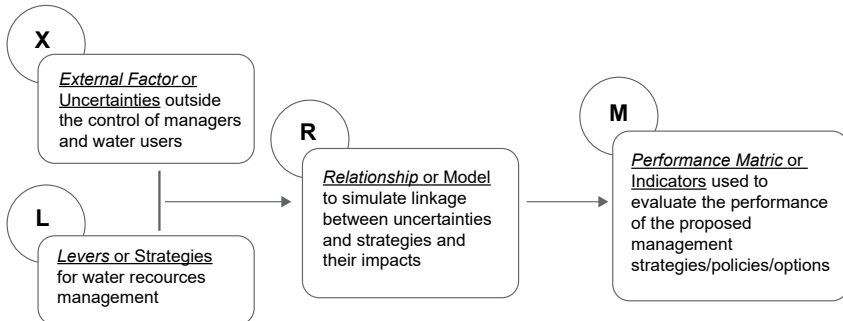 X
External Factor or
Uncertainties outside
the control of managers
and water users
L
Levers or Strategies
for water recources
management
R
Relationship or Model
to simulate linkage
between uncertainties
and strategies and
their impacts
M
Performance Matric or
Indicators used to
evaluate the performance
of the proposed
management
strategies/policies/options